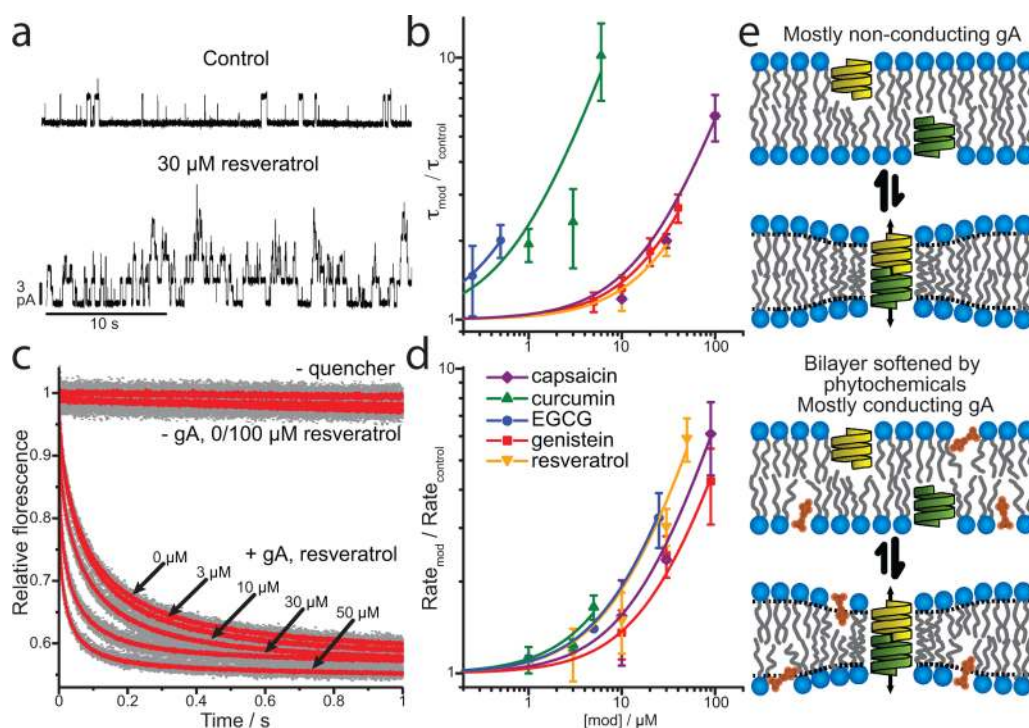 a
Control
30 µM resveratrol
3
pA
10 s
b
τmod / τcontrol
10
1
1
10
100
c
- quencher
- gA, 0/100 µM resveratrol
+ gA, resveratrol
0 µM
3 µM
10 µM
30 µM
50 µM
Relative florescence
1
0.9
0.8
0.7
0.6
0
0.2
0.4
0.6
0.8
1
Time / s
d
capsaicin
curcumin
EGCG
genistein
resveratrol
Ratemod / Ratecontrol
10
1
1
10
100
[mod] / µM
e
Mostly non-conducting gA
Bilayer softened by
phytochemicals
Mostly conducting gA